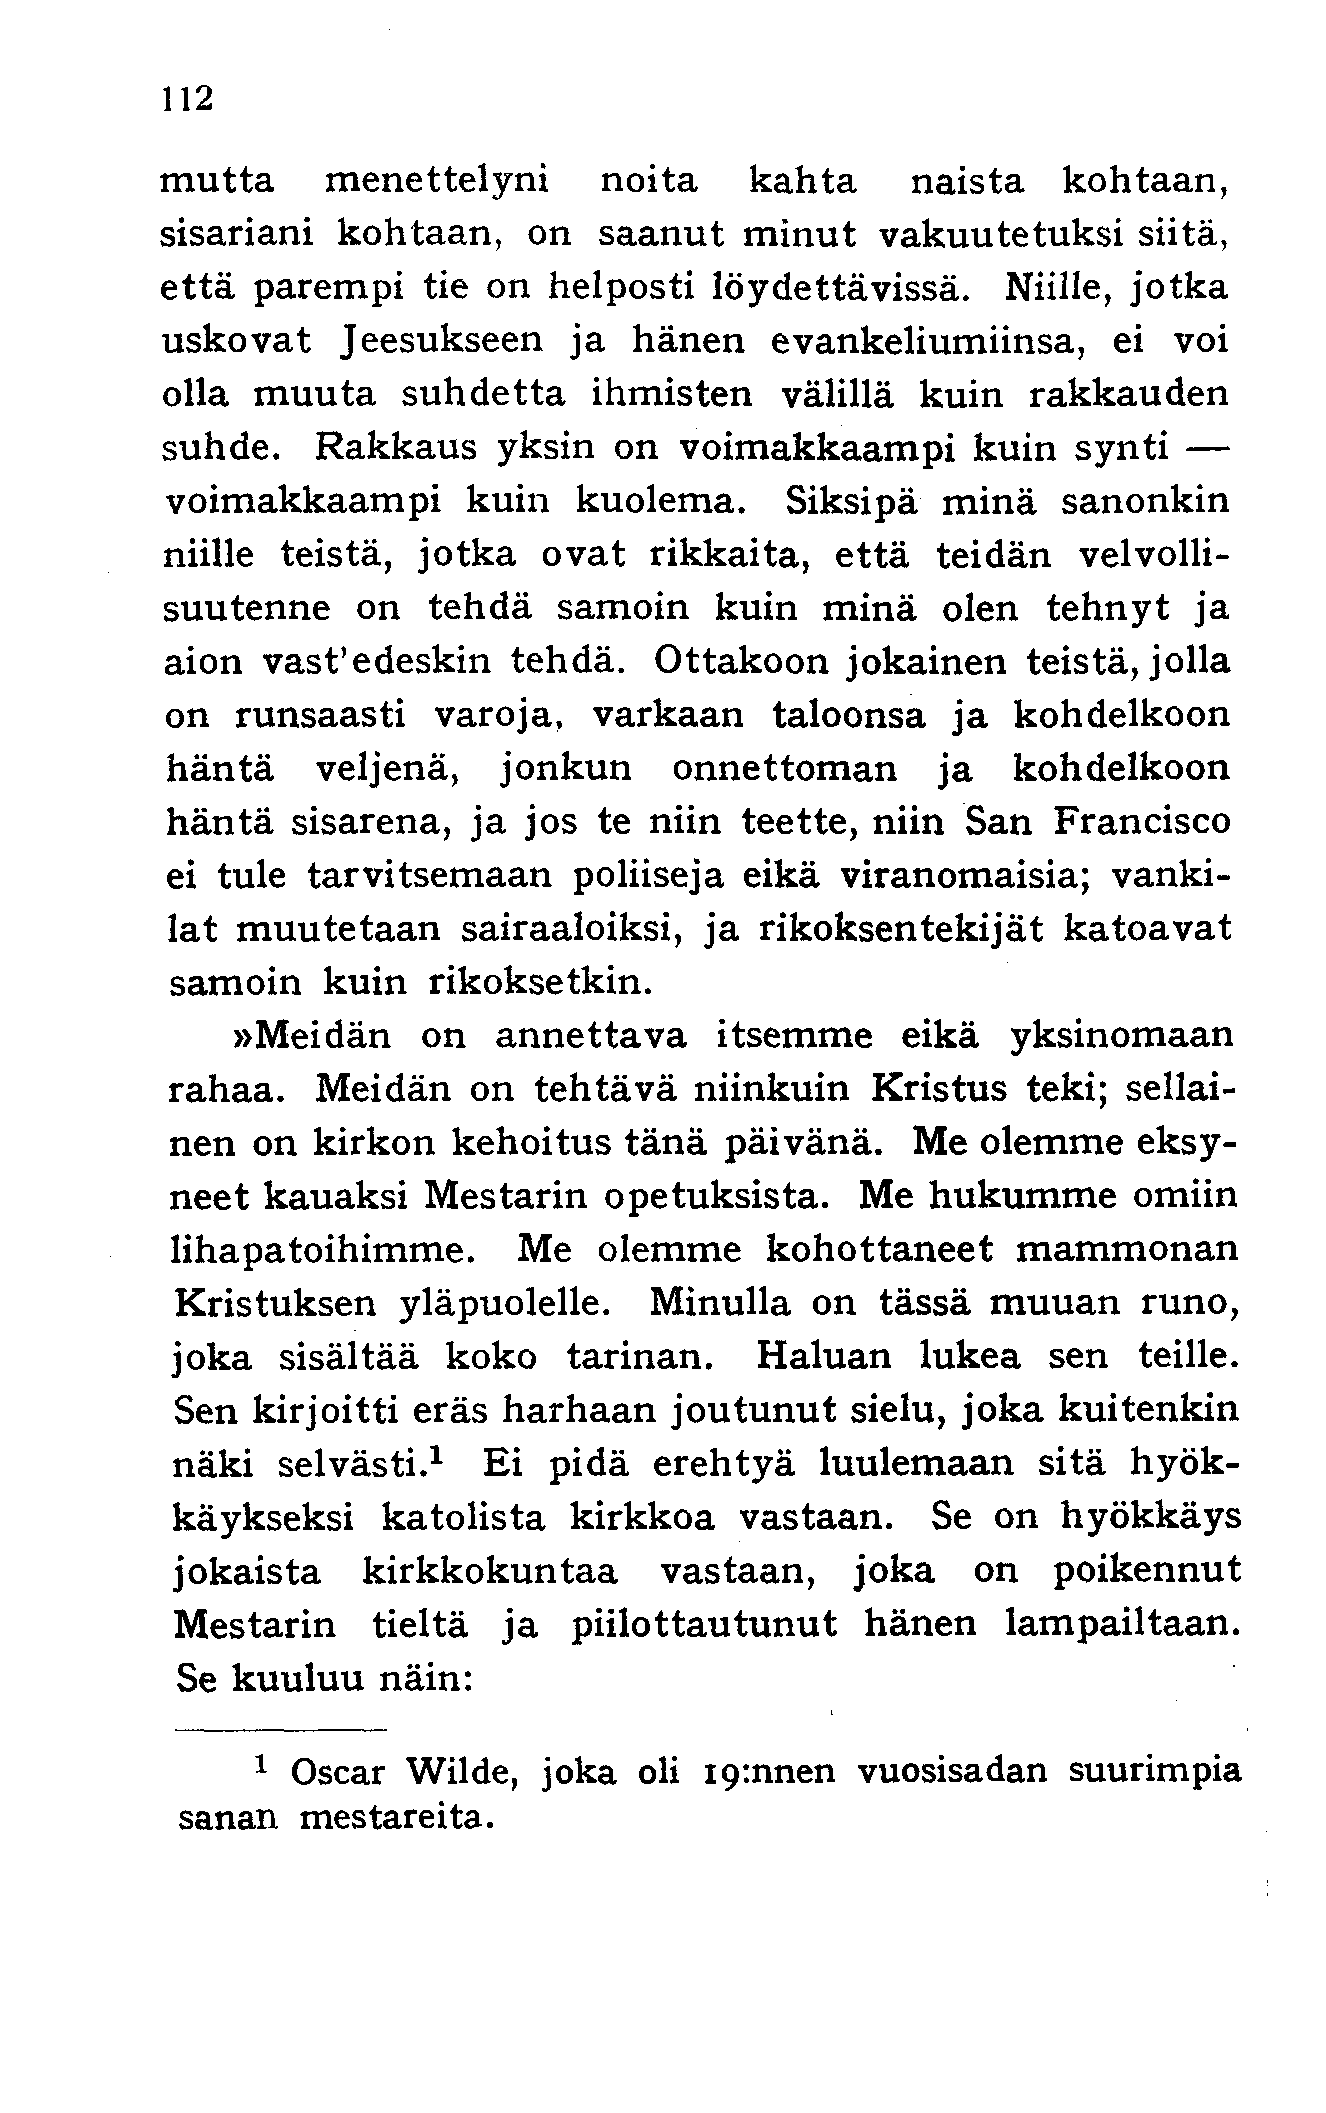 112
mutta menettelyni noita kahta naista kohtaan,
sisariani kohtaan, on saanut minut vakuutetuksi siitä,
että parempi tie on helposti löydettävissä. Niille, jotka
uskovat Jeesukseen ja hänen evankeliumiinsa, ei voi
olla muuta suhdetta ihmisten välillä kuin rakkauden
suhde. Rakkaus yksin on voimakkaampi kuin synti —
voimakkaampi kuin kuolema. Siksipä minä sanonkin
niille teistä, jotka ovat rikkaita, että teidän velvolli-
suutenne on tehdä samoin kuin minä olen tehnyt ja
aion vast'edeskin tehdä. Ottakoon jokainen teistä, jolla
on runsaasti varoja, varkaan taloonsa ja kohdelkoon
häntä veljenä, jonkun onnettoman ja kohdelkoon
häntä sisarena, ja jos te niin teette, niin San Francisco
ei tule tarvitsemaan poliiseja eikä viranomaisia; vanki-
lat muutetaan sairaaloiksi, ja rikoksentekijät katoavat
samoin kuin rikoksetkin.
»Meidän on annettava itsemme eikä yksinomaan
rahaa. Meidän on tehtävä niinkuin Kristus teki; sellai-
nen on kirkon kehoitus tänä päivänä. Me olemme eksy-
neet kauaksi Mestarin opetuksista. Me hukumme omiin
lihapatoihimme. Me olemme kohottaneet mammonan
Kristuksen yläpuolelle. Minulla on tässä muuan runo,
joka sisältää koko tarinan. Haluan lukea sen teille.
Sen kirjoitti eräs harhaan joutunut sielu, joka kuitenkin
näki selvästi.¹ Ei pidä erehtyä luulemaan sitä hyök-
käykseksi katolista kirkkoa vastaan. Se on hyökkäys
jokaista kirkkokuntaa vastaan, joka on poikennut
Mestarin tieltä ja piilottautunut hänen lampailtaan.
Se kuuluu näin:
¹ Oscar Wilde, joka oli 19:nnen vuosisadan suurimpia
sanan mestareita.